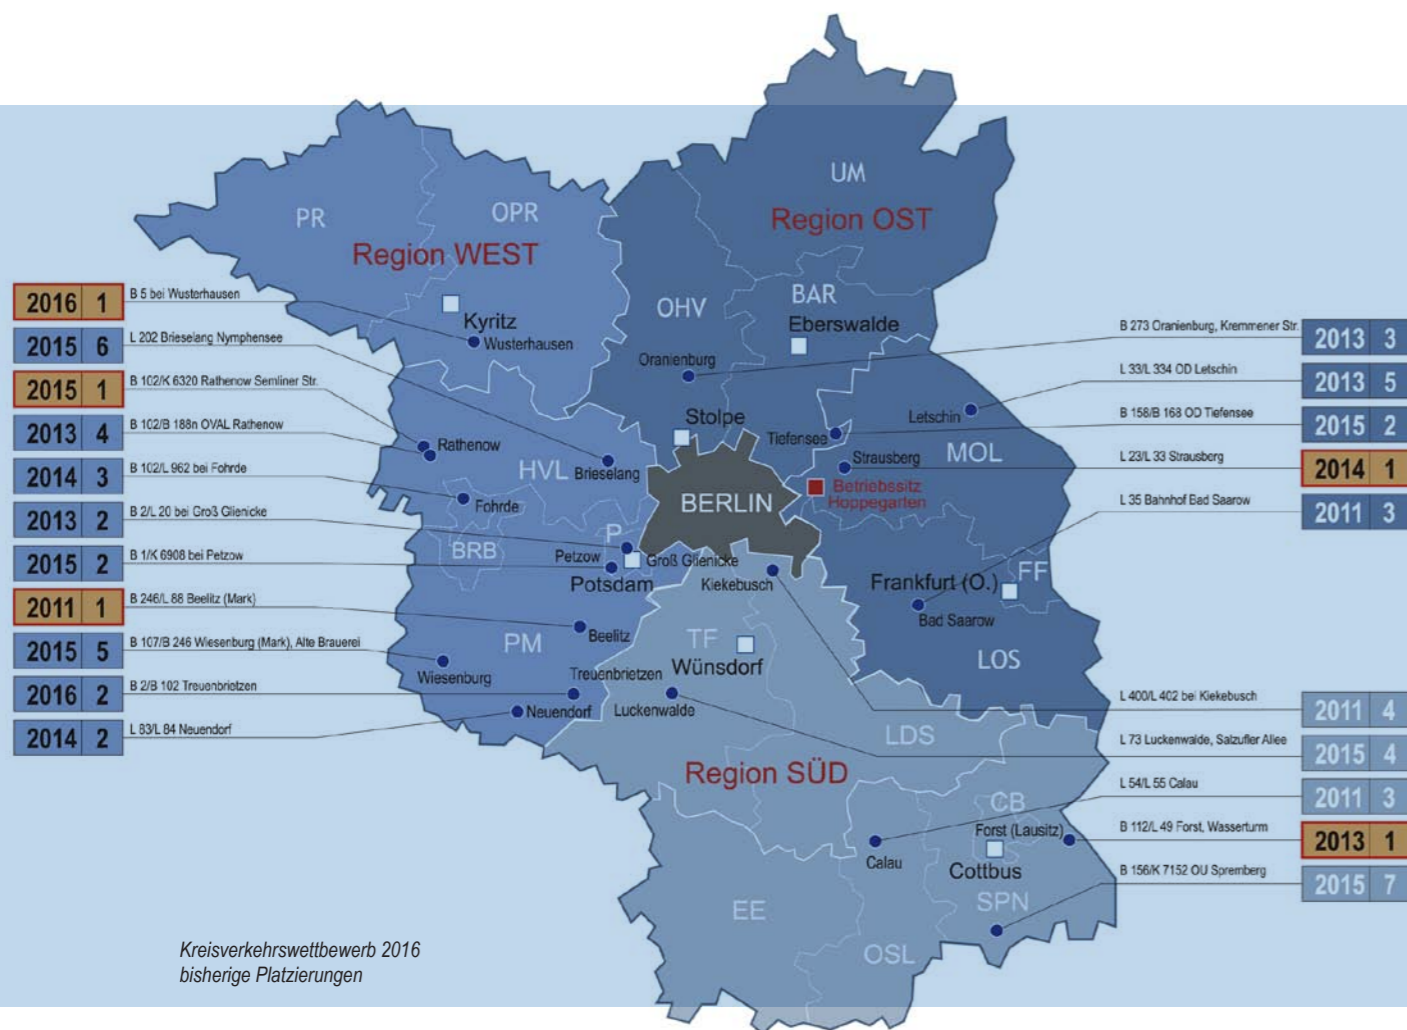 UM
Region OST
PR
OPR
Region WEST
OHV
BAR
Eberswalde
Kyritz
Wusterhausen
Oranienburg
Stolpe
Letschin
Tiefensee
Strausberg
MOL
Rathenow
HVL
Brieselang
Betriebssitz
Hoppegarten
BERLIN
Fohrde
BRB
P
Petzow
Groß Glienicke
Potsdam
Kiekebusch
Frankfurt (O.)
FF
Bad Saarow
LOS
Beelitz
PM
Wiesenburg
TF
Wünsdorf
Treuenbrietzen
Luckenwalde
Neuendorf
LDS
Region SÜD
CB
Forst (Lausitz)
Calau
Cottbus
EE
SPN
OSL
2016 1 B 5 bei Wusterhausen
2015 6 L 202 Brieselang Nymphensee
2015 1 B 102/K 6320 Rathenow Semliner Str.
2013 4 B 102/B 188n OVAL Rathenow
2014 3 B 102/L 962 bei Fohrde
2013 2 B 2/L 20 bei Groß Glienicke
2015 2 B 1/K 6908 bei Petzow
2011 1 B 246/L 88 Beelitz (Mark)
2015 5 B 107/B 246 Wiesenburg (Mark), Alte Brauerei
2016 2 B 2/B 102 Treuenbrietzen
2014 2 L 83/L 84 Neuendorf
B 273 Oranienburg, Kremmener Str. 2013 3
L 33/L 334 OD Letschin 2013 5
B 158/B 168 OD Tiefensee 2015 2
L 23/L 33 Strausberg 2014 1
L 35 Bahnhof Bad Saarow 2011 3
L 400/L 402 bei Kiekebusch 2011 4
L 73 Luckenwalde, Salzufler Allee 2015 4
L 54/L 55 Calau 2011 3
B 112/L 49 Forst, Wasserturm 2013 1
B 156/K 7152 OU Spremberg 2015 7
Kreisverkehrswettbewerb 2016
bisherige Platzierungen